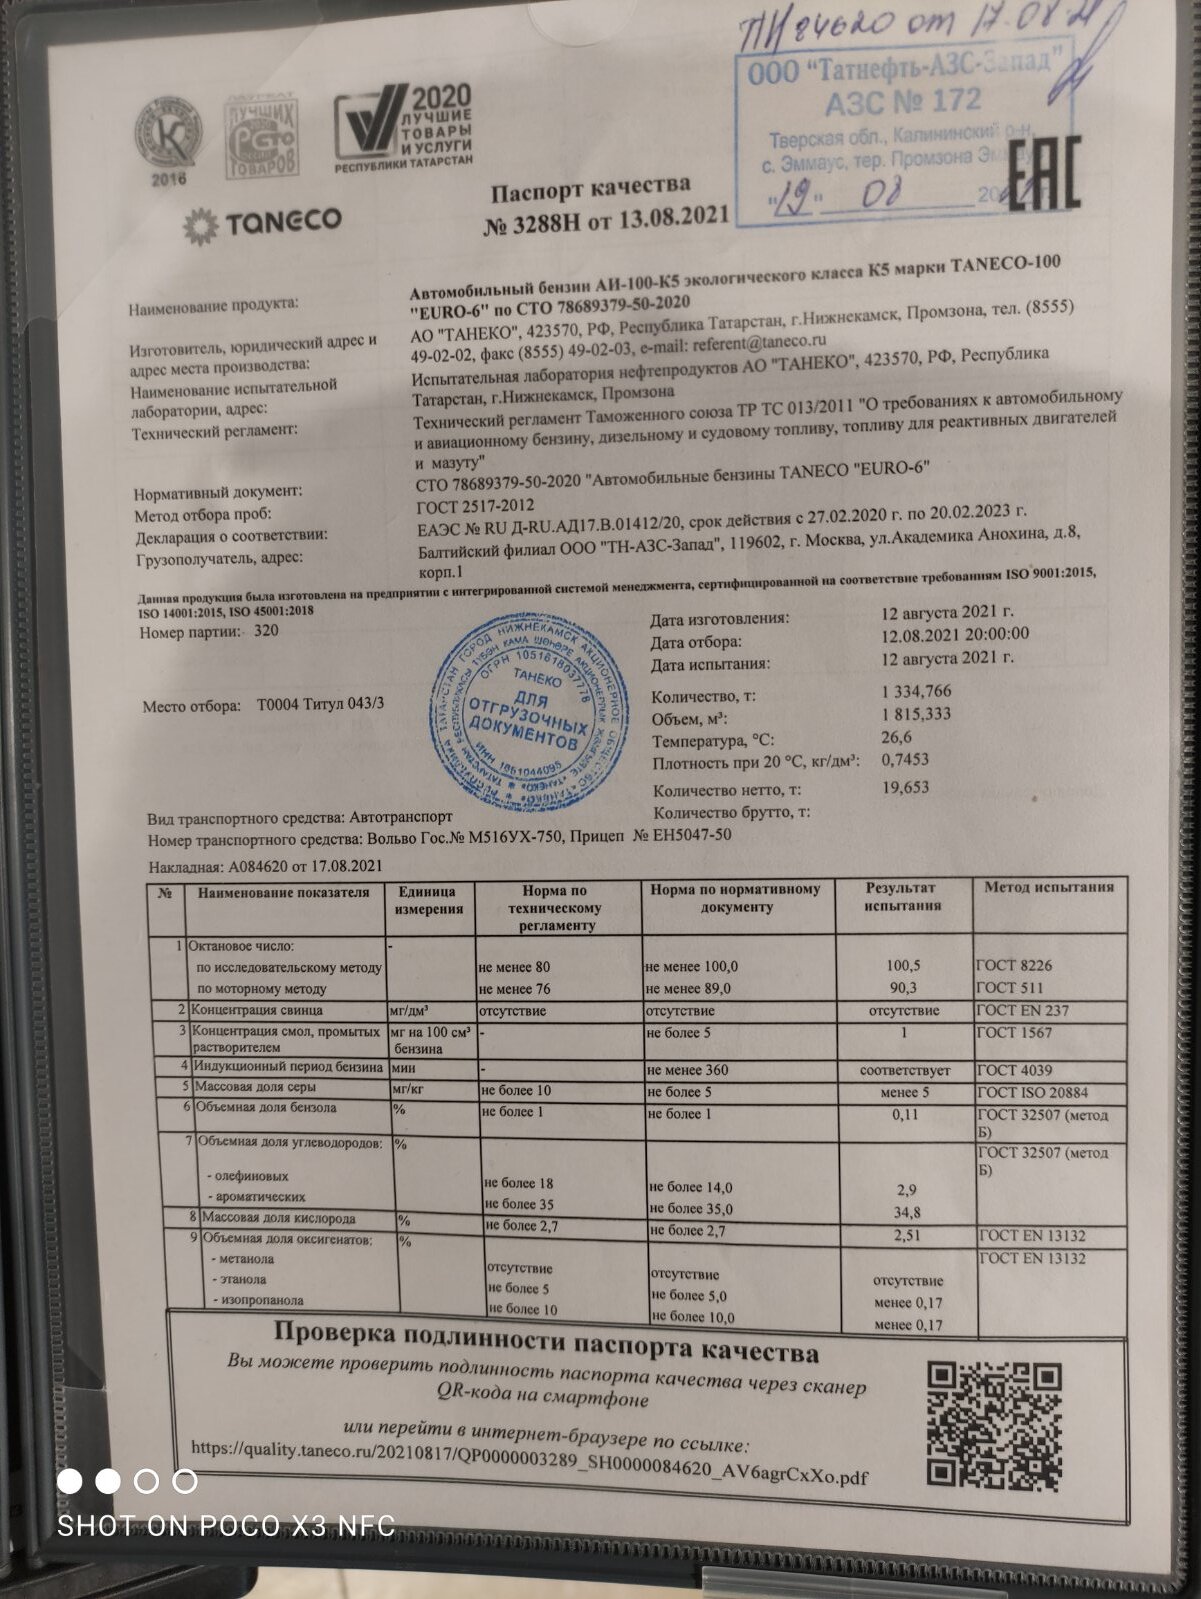 ПН 84620 от 17.08.21
ООО "Татнефть-АЗС-Запад"
АЗС № 172
Тверская обл., Калининский р-н,
с. Эммаус, тер. Промзона
"19" 08
ЕАС
2016
ЛАУРЕАТ
ЛУЧШИХ
ТОВАРОВ
2020
ЛУЧШИЕ
ТОВАРЫ
И УСЛУГИ
РЕСПУБЛИКИ ТАТАРСТАН
TANECO
Паспорт качества
№ 3288Н от 13.08.2021
Наименование продукта: Автомобильный бензин АИ-100-К5 экологического класса К5 марки TANECO-100
"EURO-6" по СТО 78689379-50-2020
Изготовитель, юридический адрес и адрес места производства: АО "ТАНЕКО", 423570, РФ, Республика Татарстан, г.Нижнекамск, Промзона, тел. (8555)
49-02-02, факс (8555) 49-02-03, e-mail: referent@taneco.ru
Наименование испытательной лаборатории, адрес: Испытательная лаборатория нефтепродуктов АО "ТАНЕКО", 423570, РФ, Республика
Татарстан, г.Нижнекамск, Промзона
Технический регламент: Технический регламент Таможенного союза ТР ТС 013/2011 "О требованиях к автомобильному
и авиационному бензину, дизельному и судовому топливу, топливу для реактивных двигателей
и мазуту"
Нормативный документ: СТО 78689379-50-2020 "Автомобильные бензины TANECO "EURO-6"
Метод отбора проб: ГОСТ 2517-2012
Декларация о соответствии: ЕАЭС № RU Д-RU.АД17.В.01412/20, срок действия с 27.02.2020 г. по 20.02.2023 г.
Грузополучатель, адрес: Балтийский филиал ООО "ТН-АЗС-Запад", 119602, г. Москва, ул.Академика Анохина, д.8,
корп.1
Данная продукция была изготовлена на предприятии с интегрированной системой менеджмента, сертифицированной на соответствие требованиям ISO 9001:2015,
ISO 14001:2015, ISO 45001:2018
Номер партии: 320
Место отбора: Т0004 Титул 043/3
ГОРОД НИЖНЕКАМСК АКЦИОНЕРНОЕ ОБЩЕСТВО
ОГРН 1051618037778
ТАНЕКО
ДЛЯ
ОТГРУЗОЧНЫХ
ДОКУМЕНТОВ
ИНН 1651044095
Дата изготовления: 12 августа 2021 г.
Дата отбора: 12.08.2021 20:00:00
Дата испытания: 12 августа 2021 г.
Количество, т: 1 334,766
Объем, м³: 1 815,333
Температура, °С: 26,6
Плотность при 20 °С, кг/дм³: 0,7453
Количество нетто, т: 19,653
Количество брутто, т:
Вид транспортного средства: Автотранспорт
Номер транспортного средства: Вольво Гос.№ М516УХ-750, Прицеп № ЕН5047-50
Накладная: А084620 от 17.08.2021
№ Наименование показателя Единица измерения Норма по техническому регламенту Норма по нормативному документу Результат испытания Метод испытания
1 Октановое число: -
по исследовательскому методу не менее 80 не менее 100,0 100,5 ГОСТ 8226
по моторному методу не менее 76 не менее 89,0 90,3 ГОСТ 511
2 Концентрация свинца мг/дм³ отсутствие отсутствие отсутствие ГОСТ EN 237
3 Концентрация смол, промытых растворителем мг на 100 см³ бензина - не более 5 1 ГОСТ 1567
4 Индукционный период бензина мин - не менее 360 соответствует ГОСТ 4039
5 Массовая доля серы мг/кг не более 10 не более 5 менее 5 ГОСТ ISO 20884
6 Объемная доля бензола % не более 1 не более 1 0,11 ГОСТ 32507 (метод Б)
7 Объемная доля углеводородов: % ГОСТ 32507 (метод Б)
- олефиновых не более 18 не более 14,0 2,9
- ароматических не более 35 не более 35,0 34,8
8 Массовая доля кислорода % не более 2,7 не более 2,7 2,51 ГОСТ EN 13132
9 Объемная доля оксигенатов: % ГОСТ EN 13132
- метанола отсутствие отсутствие отсутствие
- этанола не более 5 не более 5,0 менее 0,17
- изопропанола не более 10 не более 10,0 менее 0,17
Проверка подлинности паспорта качества
Вы можете проверить подлинность паспорта качества через сканер
QR-кода на смартфоне
или перейти в интернет-браузере по ссылке:
https://quality.taneco.ru/20210817/QP0000003289_SH0000084620_AV6agrCxXo.pdf
SHOT ON POCO X3 NFC